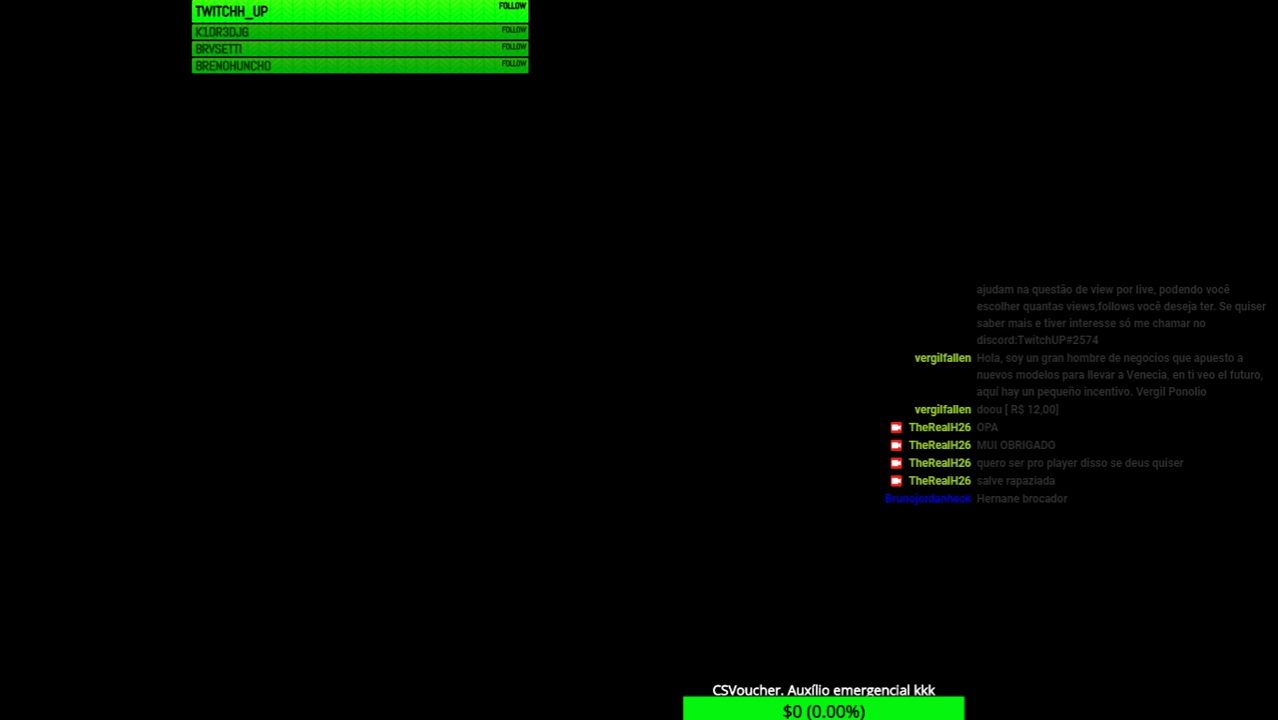 TWITCHH_UP FOLLOW
K1DR3DJG FOLLOW
BRVSETTI FOLLOW
BRENOHUNCHO FOLLOW
ajudam na questão de view por live, podendo você
escolher quantas views,follows você deseja ter. Se quiser
saber mais e tiver interesse só me chamar no
discord:TwitchUP#2574
vergilfallen Hola, soy un gran hombre de negocios que apuesto a
nuevos modelos para llevar a Venecia, en ti veo el futuro,
aquí hay un pequeño incentivo. Vergil Ponolio
vergilfallen doou [ R$ 12,00]
TheRealH26 OPA
TheRealH26 MUI OBRIGADO
TheRealH26 quero ser pro player disso se deus quiser
TheRealH26 salve rapaziada
Brunojordanheck Hernane brocador
CSVoucher. Auxílio emergencial kkk
$0 (0.00%)